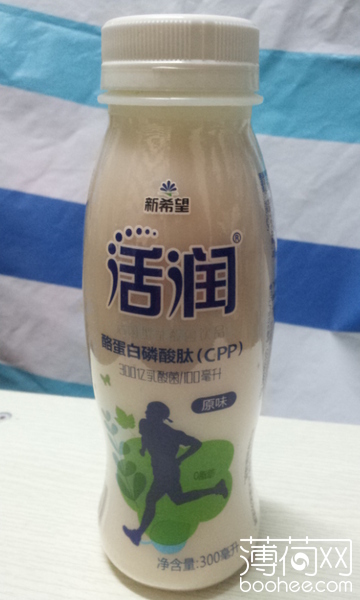 新希望
活润®
酪蛋白磷酸肽(CPP)
300亿乳酸菌/100毫升
原味
净含量:300毫升
薄荷网
boohee.com